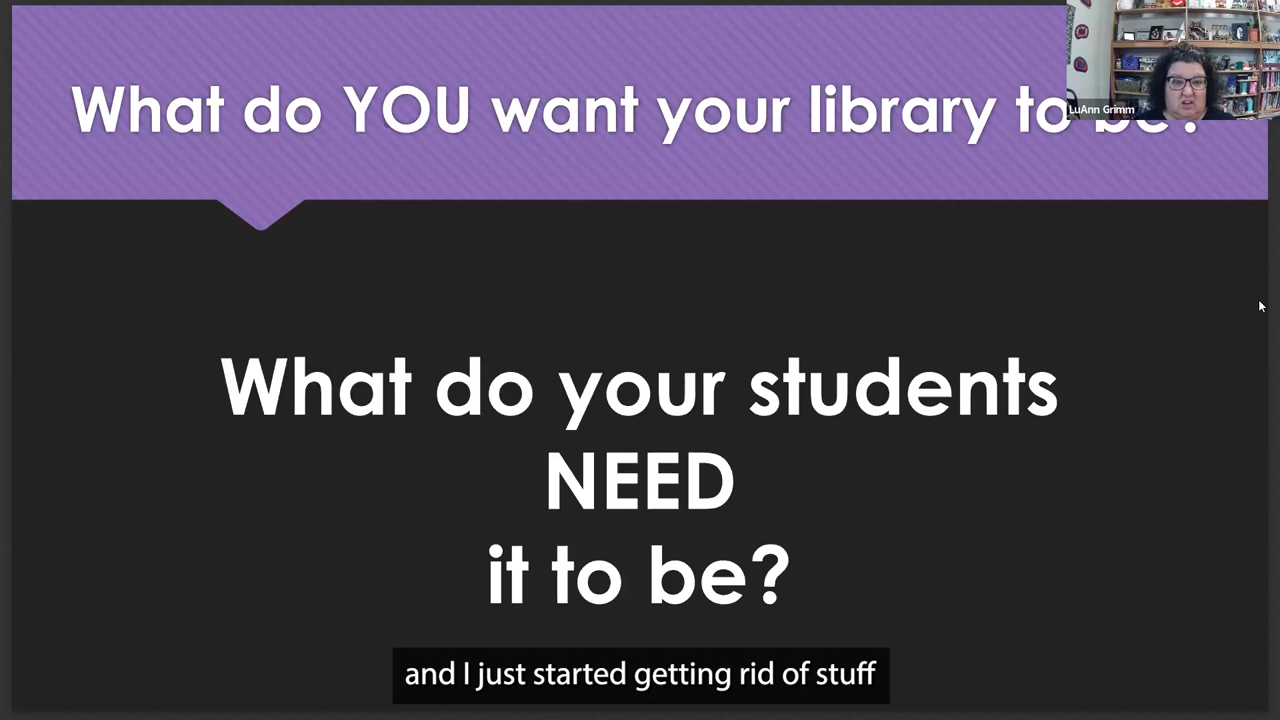 What do YOU want your library to be?
LuAnn Grimm
What do your students
NEED
it to be?
and I just started getting rid of stuff